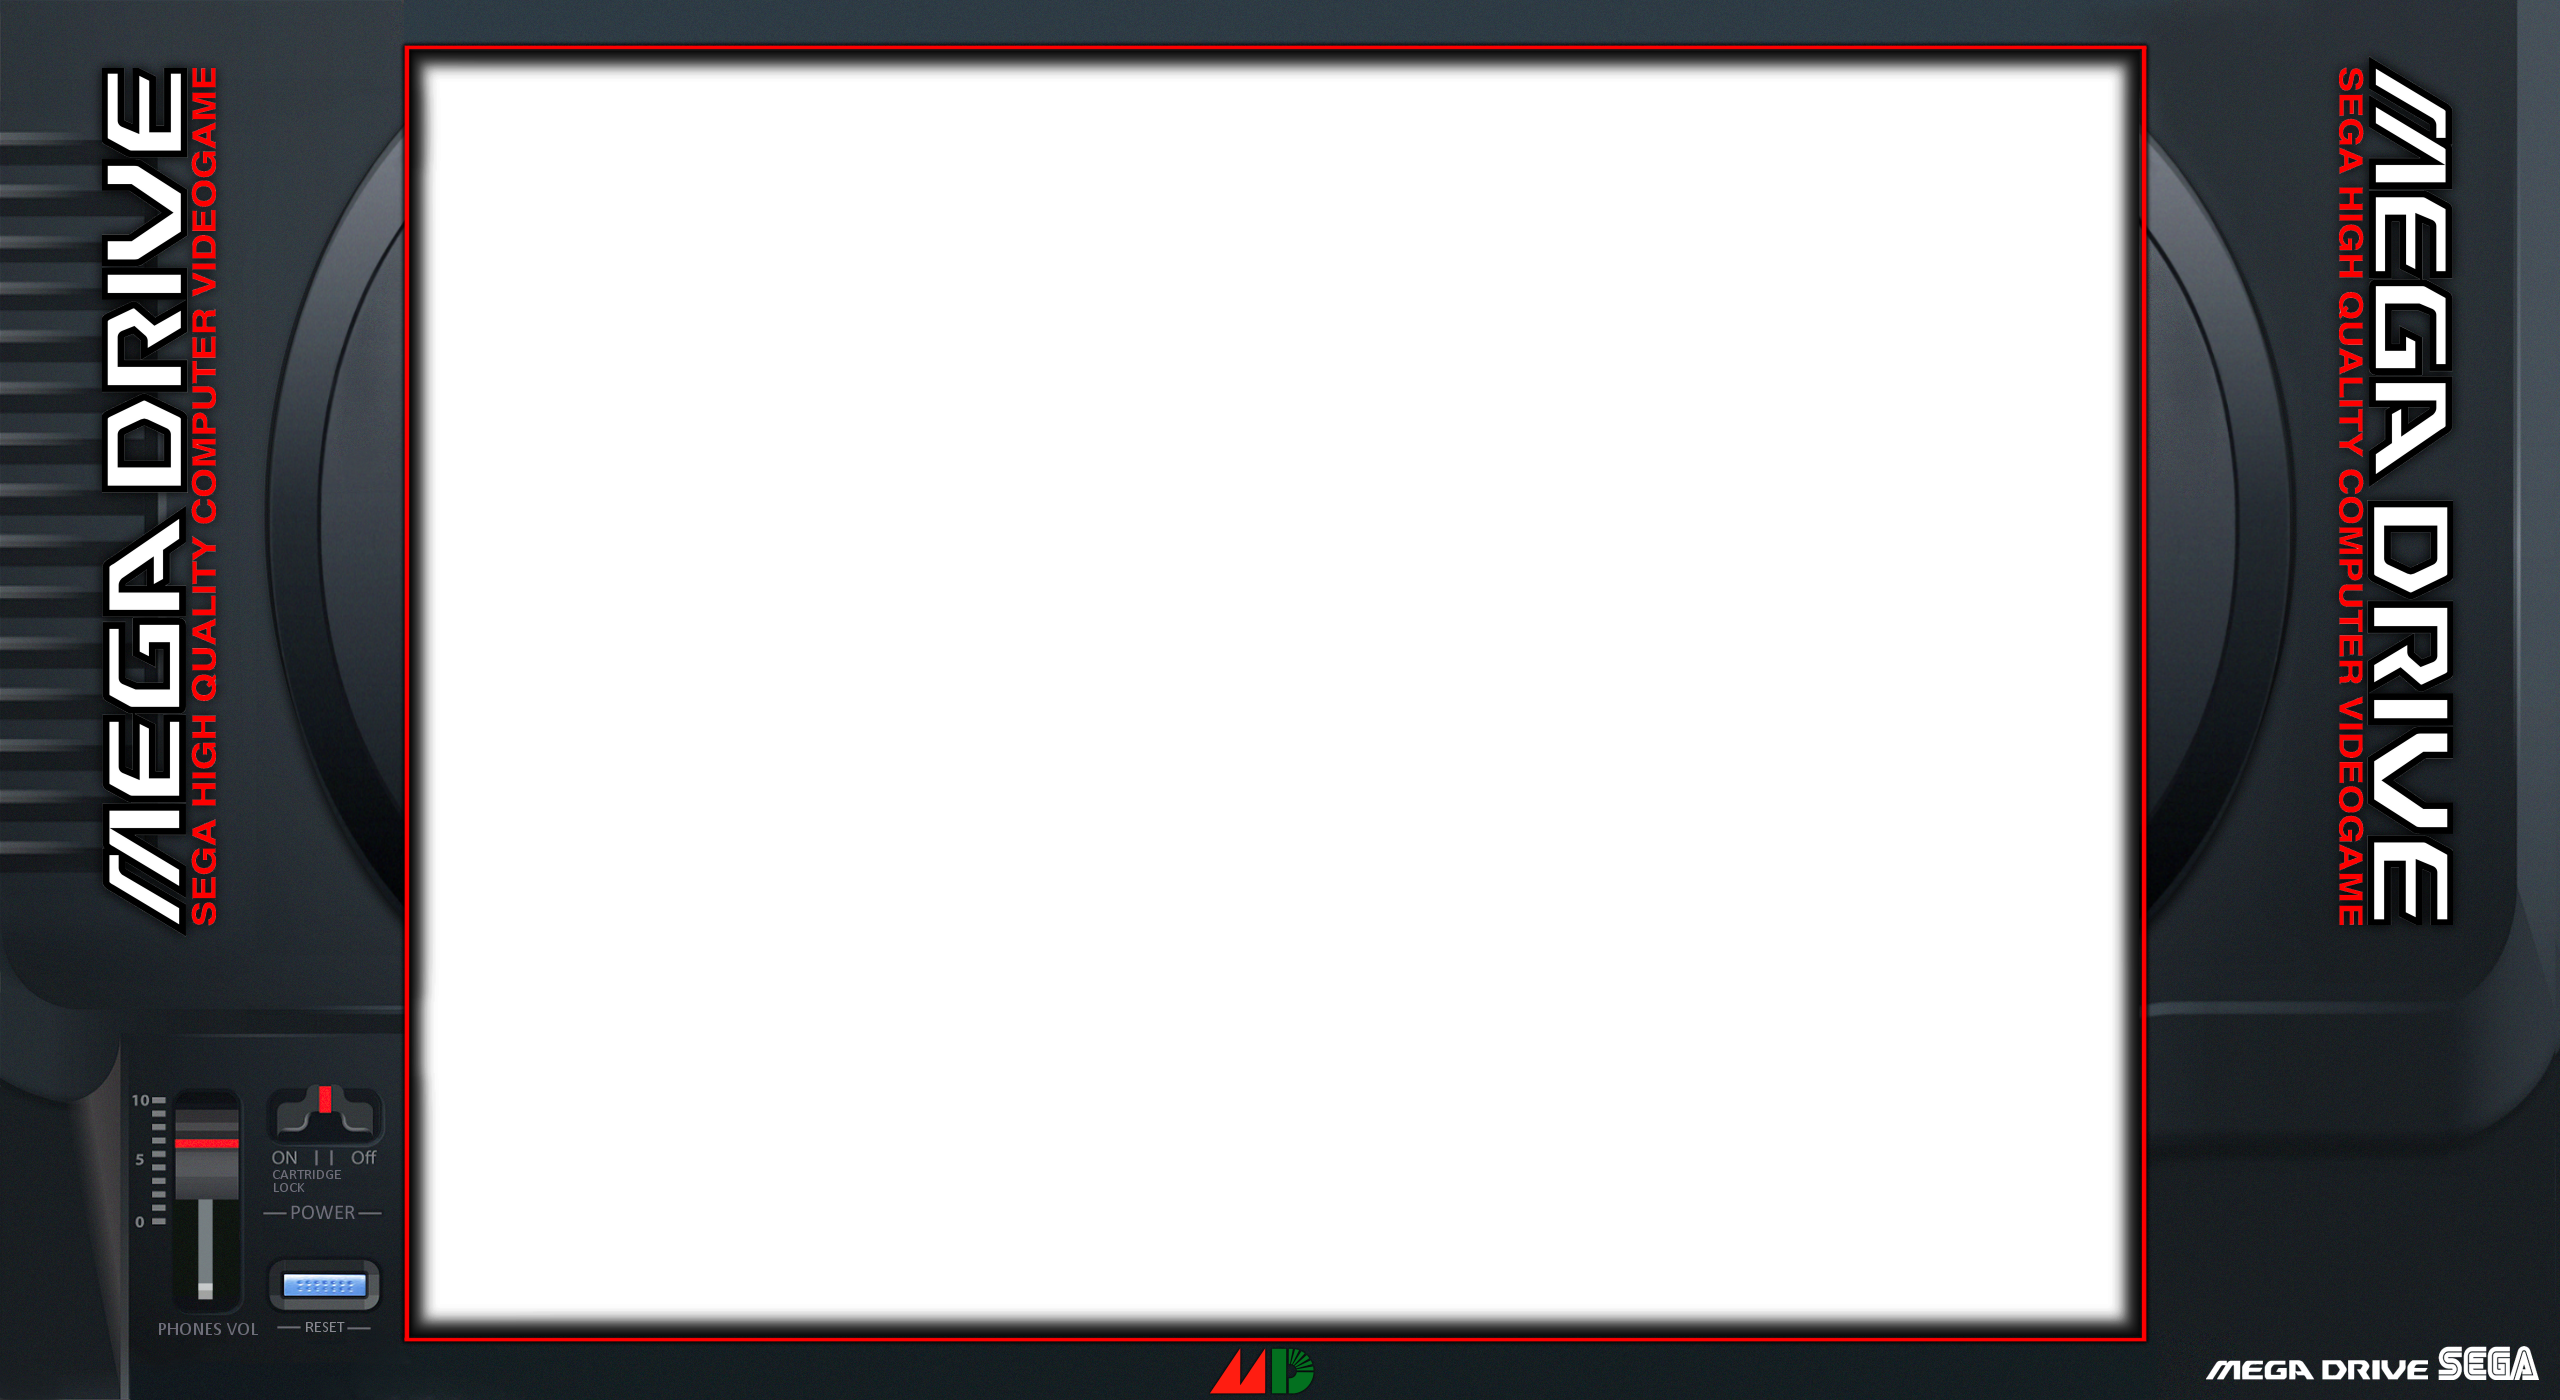 MEGA DRIVE
SEGA HIGH QUALITY COMPUTER VIDEOGAME
MEGA DRIVE
SEGA HIGH QUALITY COMPUTER VIDEOGAME
10
5
0
PHONES VOL
ON Off
CARTRIDGE
LOCK
POWER
RESET
MD
MEGA DRIVE SEGA